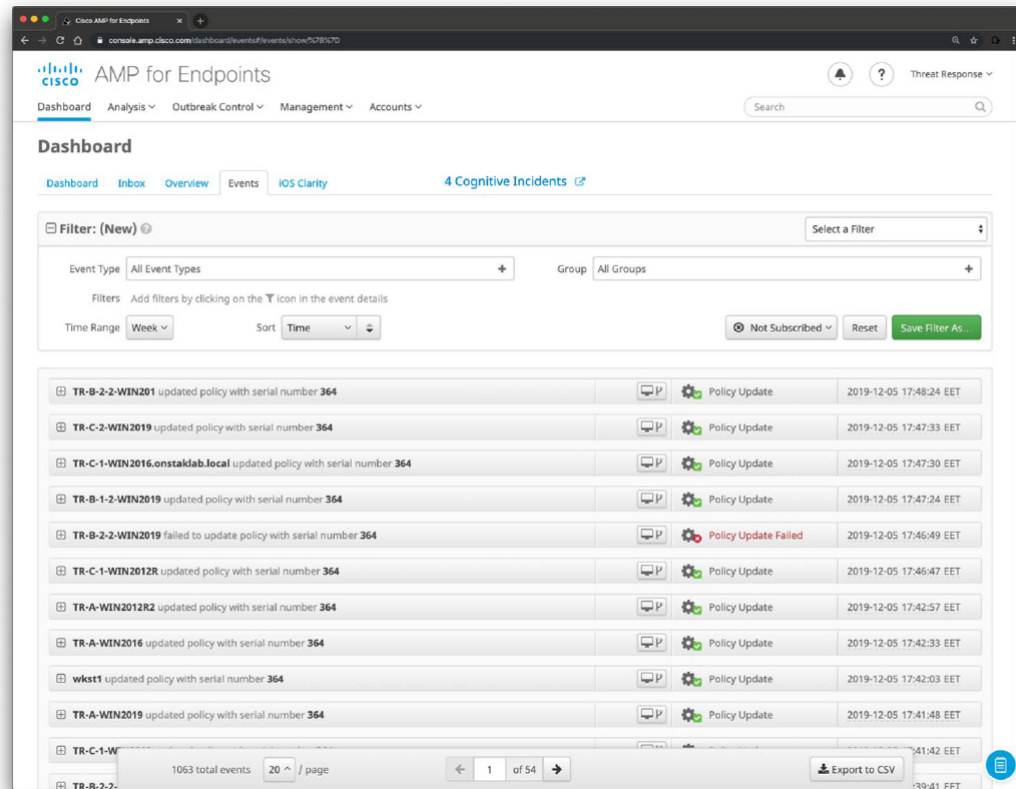 Cisco AMP for Endpoints
console.amp.cisco.com/dashboard/events#/events/show/%7B%7D
CISCO AMP for Endpoints
? Threat Response
Dashboard Analysis Outbreak Control Management Accounts
Search
Dashboard
Dashboard Inbox Overview Events iOS Clarity 4 Cognitive Incidents
Filter: (New) ?
Select a Filter
Event Type All Event Types + Group All Groups +
Filters Add filters by clicking on the icon in the event details
Time Range Week Sort Time Not Subscribed Reset Save Filter As...
TR-B-2-2-WIN201 updated policy with serial number 364 Policy Update 2019-12-05 17:48:24 EET
TR-C-2-WIN2019 updated policy with serial number 364 Policy Update 2019-12-05 17:47:33 EET
TR-C-1-WIN2016.onstaklab.local updated policy with serial number 364 Policy Update 2019-12-05 17:47:30 EET
TR-B-1-2-WIN2019 updated policy with serial number 364 Policy Update 2019-12-05 17:47:24 EET
TR-B-2-2-WIN2019 failed to update policy with serial number 364 Policy Update Failed 2019-12-05 17:46:49 EET
TR-C-1-WIN2012R updated policy with serial number 364 Policy Update 2019-12-05 17:46:47 EET
TR-A-WIN2012R2 updated policy with serial number 364 Policy Update 2019-12-05 17:42:57 EET
TR-A-WIN2016 updated policy with serial number 364 Policy Update 2019-12-05 17:42:33 EET
wkst1 updated policy with serial number 364 Policy Update 2019-12-05 17:42:03 EET
TR-A-WIN2019 updated policy with serial number 364 Policy Update 2019-12-05 17:41:48 EET
TR-C-1-W :41:42 EET
1063 total events 20 / page 1 of 54 Export to CSV
TR-B-2-2- :39:41 EET